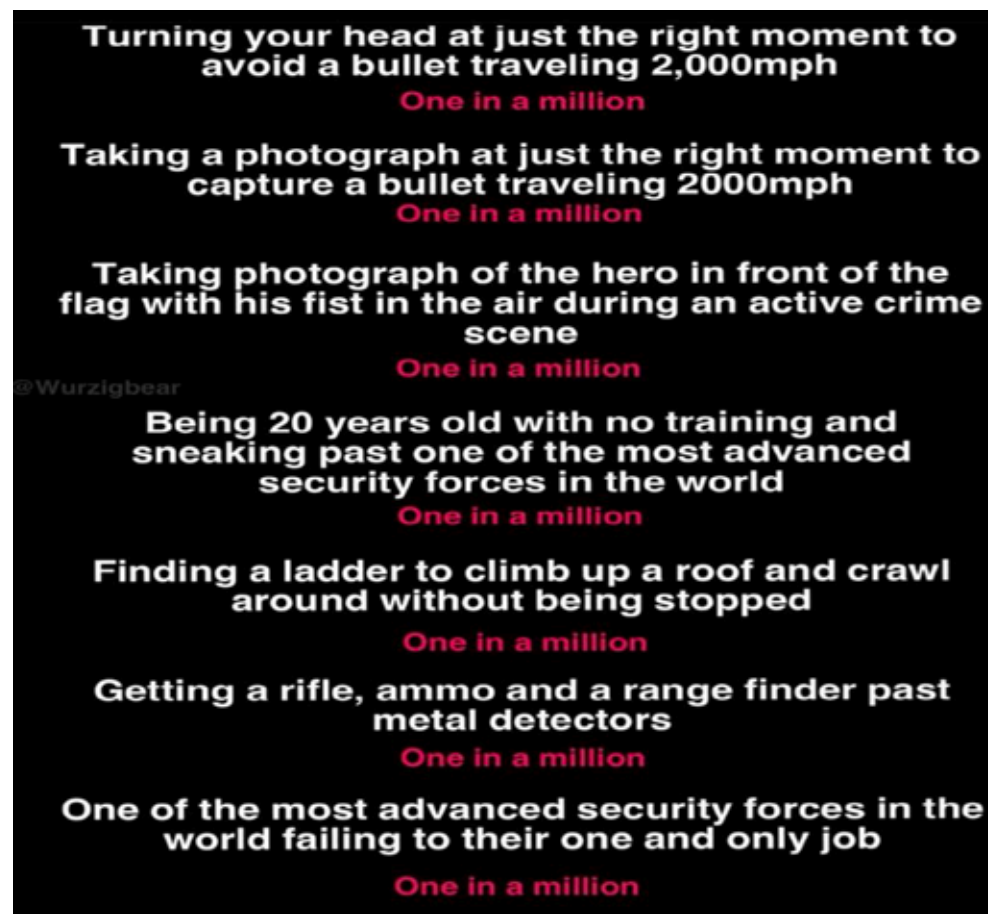 Turning your head at just the right moment to
avoid a bullet traveling 2,000mph
One in a million
Taking a photograph at just the right moment to
capture a bullet traveling 2000mph
One in a million
Taking photograph of the hero in front of the
flag with his fist in the air during an active crime
scene
One in a million
@Wurzigbear
Being 20 years old with no training and
sneaking past one of the most advanced
security forces in the world
One in a million
Finding a ladder to climb up a roof and crawl
around without being stopped
One in a million
Getting a rifle, ammo and a range finder past
metal detectors
One in a million
One of the most advanced security forces in the
world failing to their one and only job
One in a million